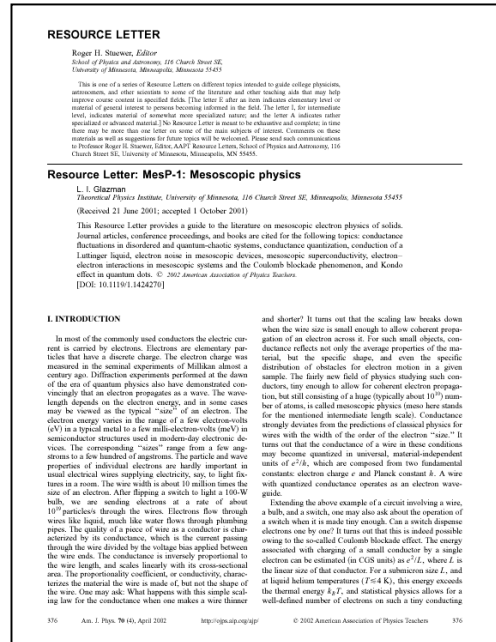 RESOURCE LETTER
Roger H. Stuewer, Editor
School of Physics and Astronomy, 116 Church Street SE,
University of Minnesota, Minneapolis, Minnesota 55455
This is one of a series of Resource Letters on different topics intended to guide college physicists,
astronomers, and other scientists to some of the literature and other teaching aids that may help
improve course content in specified fields. [The letter E after an item indicates elementary level or
material of general interest to persons becoming informed in the field. The letter I, for intermediate
level, indicates material of somewhat more specialized nature; and the letter A indicates rather
specialized or advanced material.] No Resource Letter is meant to be exhaustive and complete; in time
there may be more than one letter on some of the main subjects of interest. Comments on these
materials as well as suggestions for future topics will be welcomed. Please send such communications
to Professor Roger H. Stuewer, Editor, AAPT Resource Letters, School of Physics and Astronomy, 116
Church Street SE, University of Minnesota, Minneapolis, MN 55455.
Resource Letter: MesP-1: Mesoscopic physics
L. I. Glazman
Theoretical Physics Institute, University of Minnesota, 116 Church Street SE, Minneapolis, Minnesota 55455
(Received 21 June 2001; accepted 1 October 2001)
This Resource Letter provides a guide to the literature on mesoscopic electron physics of solids.
Journal articles, conference proceedings, and books are cited for the following topics: conductance
fluctuations in disordered and quantum-chaotic systems, conductance quantization, conduction of a
Luttinger liquid, electron noise in mesoscopic devices, mesoscopic superconductivity, electron–
electron interactions in mesoscopic systems and the Coulomb blockade phenomenon, and Kondo
effect in quantum dots. © 2002 American Association of Physics Teachers.
[DOI: 10.1119/1.1424270]
I. INTRODUCTION
In most of the commonly used conductors the electric cur-
rent is carried by electrons. Electrons are elementary par-
ticles that have a discrete charge. The electron charge was
measured in the seminal experiments of Millikan almost a
century ago. Diffraction experiments performed at the dawn
of the era of quantum physics also have demonstrated con-
vincingly that an electron propagates as a wave. The wave-
length depends on the electron energy, and in some cases
may be viewed as the typical "size" of an electron. The
electron energy varies in the range of a few electron-volts
(eV) in a typical metal to a few milli-electron-volts (meV) in
semiconductor structures used in modern-day electronic de-
vices. The corresponding "sizes" range from a few ang-
stroms to a few hundred of angstroms. The particle and wave
properties of individual electrons are hardly important in
usual electrical wires supplying electricity, say, to light fix-
tures in a room. The wire width is about 10 million times the
size of an electron. After flipping a switch to light a 100-W
bulb, we are sending electrons at a rate of about
10¹⁹ particles/s through the wires. Electrons flow through
wires like liquid, much like water flows through plumbing
pipes. The quality of a piece of wire as a conductor is char-
acterized by its conductance, which is the current passing
through the wire divided by the voltage bias applied between
the wire ends. The conductance is inversely proportional to
the wire length, and scales linearly with its cross-sectional
area. The proportionality coefficient, or conductivity, charac-
terizes the material the wire is made of, but not the shape of
the wire. One may ask: What happens with this simple scal-
ing law for the conductance when one makes a wire thinner
and shorter? It turns out that the scaling law breaks down
when the wire size is small enough to allow coherent propa-
gation of an electron across it. For such small objects, con-
ductance reflects not only the average properties of the ma-
terial, but the specific shape, and even the specific
distribution of obstacles for electron motion in a given
sample. The fairly new field of physics studying such con-
ductors, tiny enough to allow for coherent electron propaga-
tion, but still consisting of a huge (typically about 10¹⁰) num-
ber of atoms, is called mesoscopic physics (meso here stands
for the mentioned intermediate length scale). Conductance
strongly deviates from the predictions of classical physics for
wires with the width of the order of the electron "size." It
turns out that the conductance of a wire in these conditions
may become quantized in universal, material-independent
units of e²/h, which are composed from two fundamental
constants: electron charge e and Planck constant h. A wire
with quantized conductance operates as an electron wave-
guide.
Extending the above example of a circuit involving a wire,
a bulb, and a switch, one may also ask about the operation of
a switch when it is made tiny enough. Can a switch dispense
electrons one by one? It turns out that this is indeed possible
owing to the so-called Coulomb blockade effect. The energy
associated with charging of a small conductor by a single
electron can be estimated (in CGS units) as e²/L, where L is
the linear size of that conductor. For a submicron size L, and
at liquid helium temperatures (T≤4 K), this energy exceeds
the thermal energy k_BT, and statistical physics allows for a
well-defined number of electrons on such a tiny conducting
376 Am. J. Phys. 70 (4), April 2002 http://ojps.aip.org/ajp/ © 2002 American Association of Physics Teachers 376